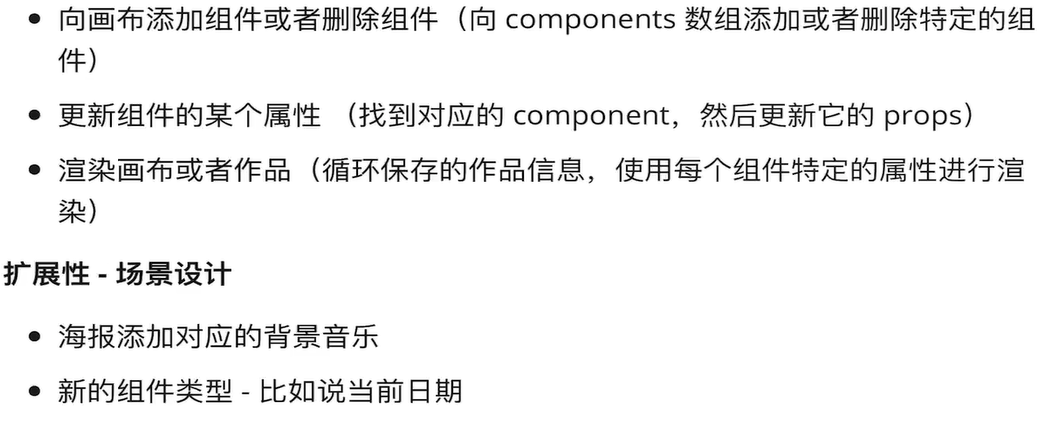 • 向画布添加组件或者删除组件（向 components 数组添加或者删除特定的组
件）
• 更新组件的某个属性 （找到对应的 component，然后更新它的 props）
• 渲染画布或者作品（循环保存的作品信息，使用每个组件特定的属性进行渲
染）
扩展性 - 场景设计
• 海报添加对应的背景音乐
• 新的组件类型 - 比如说当前日期